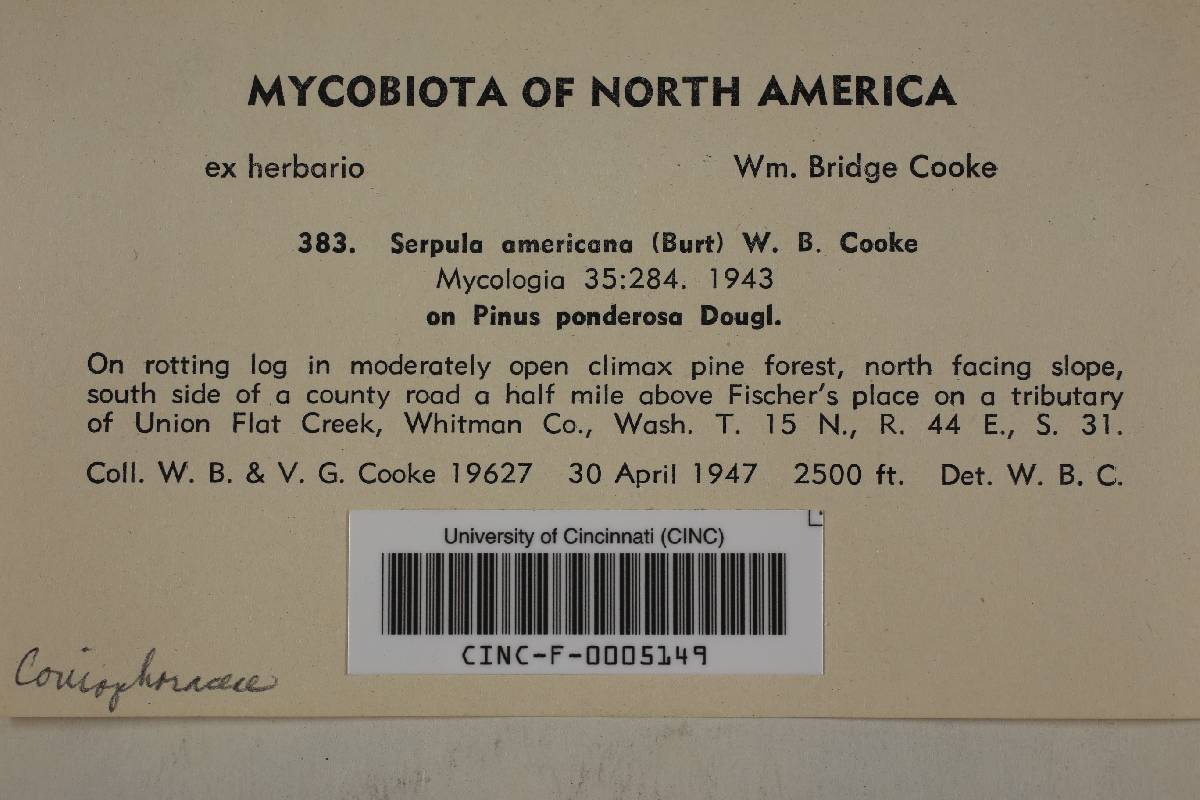 MYCOBIOTA OF NORTH AMERICA
ex herbario Wm. Bridge Cooke
383. Serpula americana (Burt) W. B. Cooke
Mycologia 35:284. 1943
on Pinus ponderosa Dougl.
On rotting log in moderately open climax pine forest, north facing slope,
south side of a county road a half mile above Fischer's place on a tributary
of Union Flat Creek, Whitman Co., Wash. T. 15 N., R. 44 E., S. 31.
Coll. W. B. & V. G. Cooke 19627 30 April 1947 2500 ft. Det. W. B. C.
University of Cincinnati (CINC)
CINC-F-0005149
Coniophoraceae